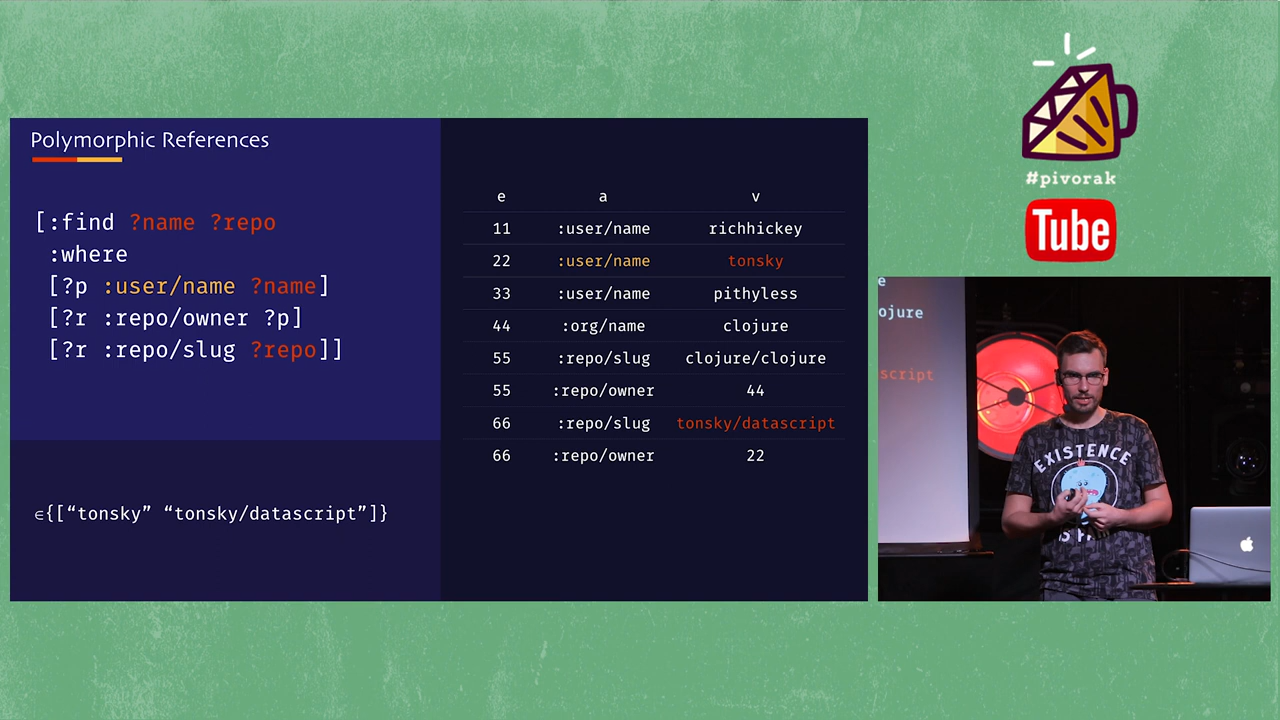 Polymorphic References
[:find ?name ?repo
:where
[?p :user/name ?name]
[?r :repo/owner ?p]
[?r :repo/slug ?repo]]
∈{[“tonsky” “tonsky/datascript”]}
e a v
11 :user/name richhickey
22 :user/name tonsky
33 :user/name pithyless
44 :org/name clojure
55 :repo/slug clojure/clojure
55 :repo/owner 44
66 :repo/slug tonsky/datascript
66 :repo/owner 22
#pivorak
Tube
e
ojure
script
EXISTENCE